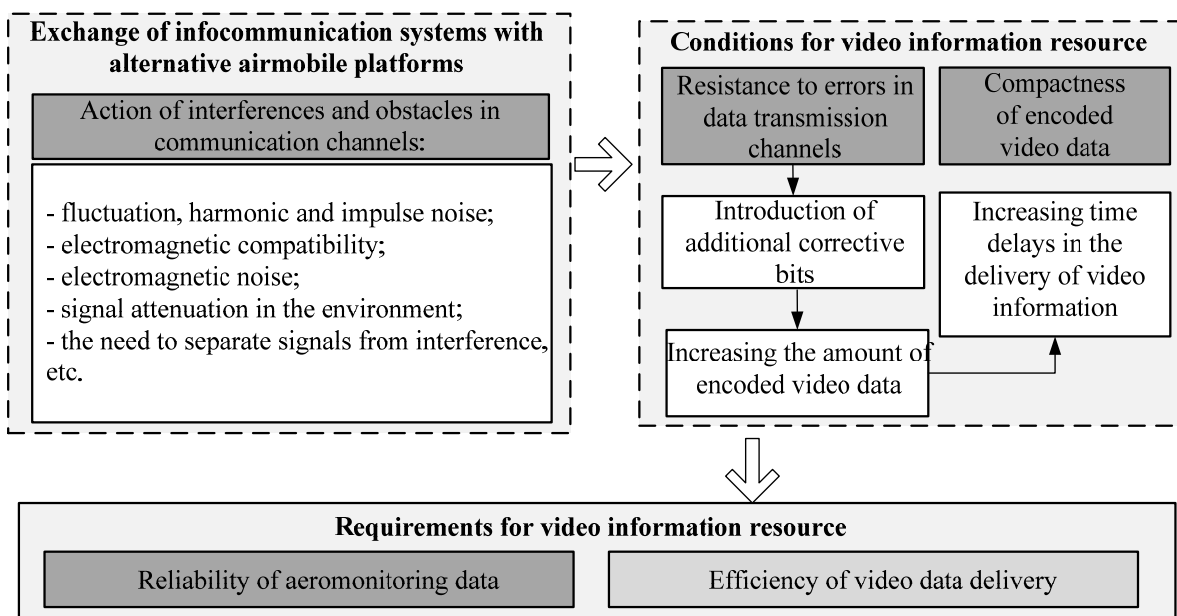 Exchange of infocommunication systems with
alternative airmobile platforms
Action of interferences and obstacles in
communication channels:
- fluctuation, harmonic and impulse noise;
- electromagnetic compatibility;
- electromagnetic noise;
- signal attenuation in the environment;
- the need to separate signals from interference,
etc.
Conditions for video information resource
Resistance to errors in
data transmission
channels
Compactness
of encoded
video data
Introduction of
additional corrective
bits
Increasing time
delays in the
delivery of video
information
Increasing the amount of
encoded video data
Requirements for video information resource
Reliability of aeromonitoring data
Efficiency of video data delivery